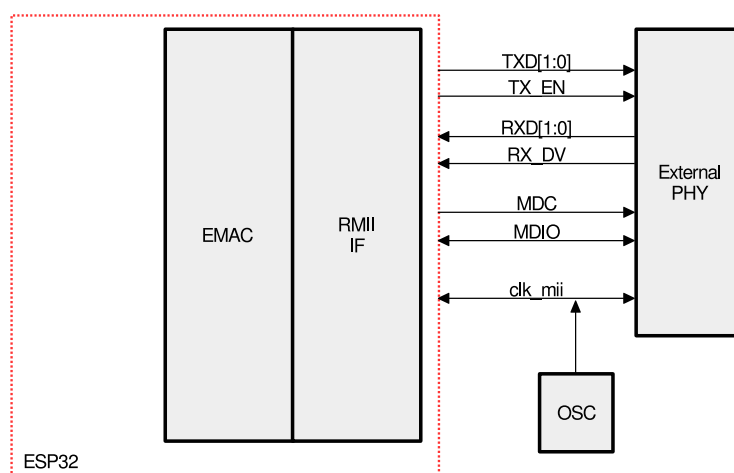 TXD[1:0]
TX_EN
RXD[1:0]
RX_DV
External
PHY
MDC
EMAC
RMII
IF
MDIO
clk_mii
OSC
ESP32